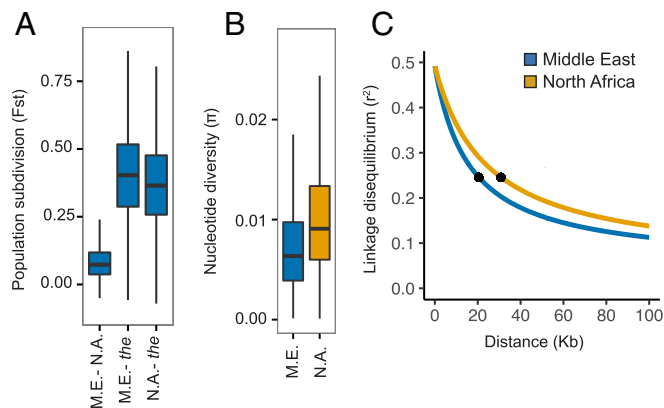 A
Population subdivision (Fst)
0.75
0.50
0.25
0.00
M.E.- N.A.
M.E.- the
N.A.- the
B
Nucleotide diversity (π)
0.02
0.01
0.00
M.E.
N.A.
C
Linkage disequilibrium (r²)
0.5
0.4
0.3
0.2
0.1
0.0
Middle East
North Africa
0 20 40 60 80 100
Distance (Kb)